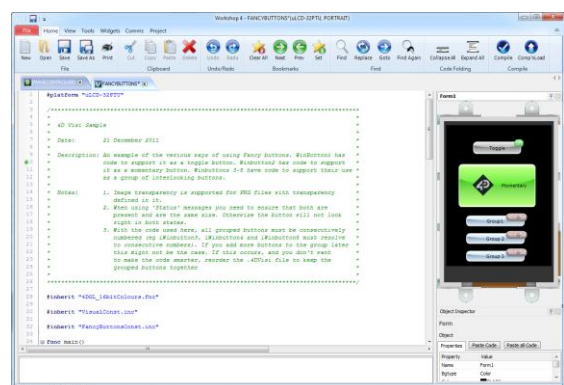 Workshop 4 - FANCYBUTTONS*(uLCD-32PTU, PORTRAIT)
File Home View Tools Widgets Comms Project
New Open Save Save As Print Cut Copy Paste Delete Undo Redo Clear All Next Prev Set Find Replace Goto Find Again Collapse All Expand All Compile Comp'nLoad
File Clipboard Undo/Redo Bookmarks Find Code Folding Compile
FANCYBUTTONS*
#platform "uLCD-32PTU"
4D Visi Sample
Date: 21 December 2011
Description: An example of the various ways of using Fancy buttons. WinButton1 has
code to support it as a toggle button. Winbutton2 has code to support
it as a momentary button. Winbuttons 3-5 have code to support their use
as a group of interlocking buttons.
Notes: 1. Image transparency is supported for PNG files with transparency
defined in it.
2. When using 'Status' messages you need to ensure that both are
present and are the same size. Otherwise the button will not look
right in both states.
3. With the code used here, all grouped buttons must be consecutively
numbered (eg iWinbutton3, iWinbutton4 and iWinbutton5 must resolve
to consecutive numbers). If you add more buttons to the group later
this might not be the case. If this occurs, and you don't want
to make the code smarter, reorder the .4DVisi file to keep the
grouped buttons together
#inherit "4DGL_16bitColours.fnc"
#inherit "VisualConst.inc"
#inherit "FancyButtonsConst.inc"
func main()
Form1
Toggle
Momentary
Group1
Group 2
Group 3
Object Inspector
Form
Object
Properties Paste Code Paste all Code
Property Value
Name Form1
Bgtype Color